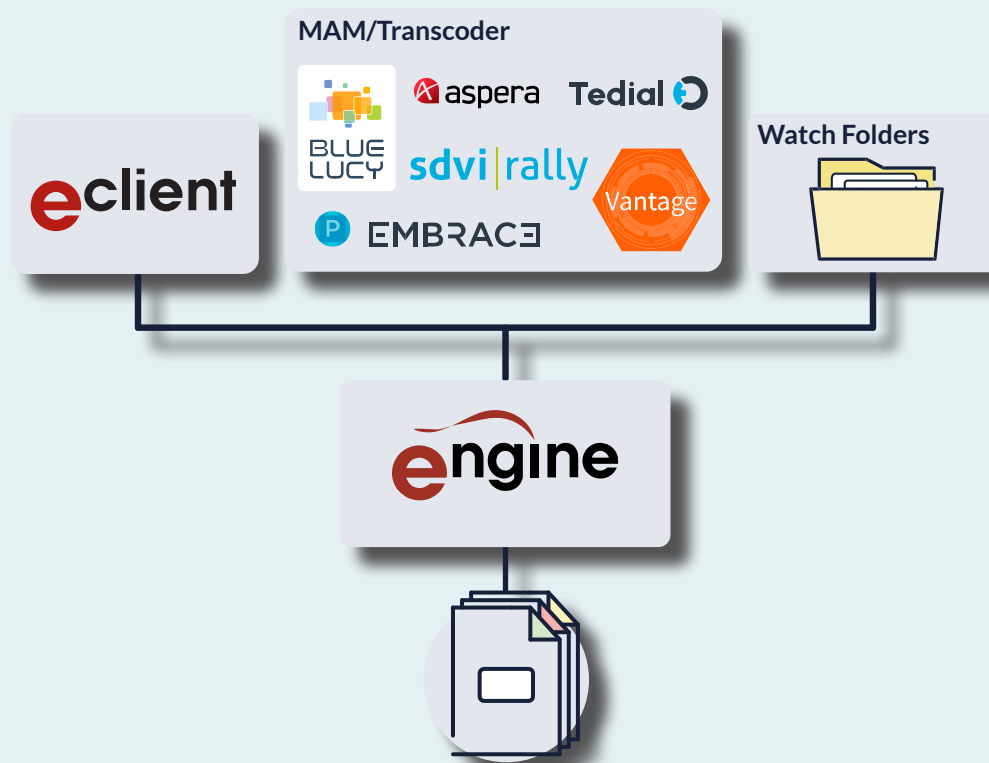 MAM/Transcoder
BLUE
LUCY
aspera
Tedial
sdvi|rally
Vantage
P
EMBRACE
eclient
Watch Folders
engine